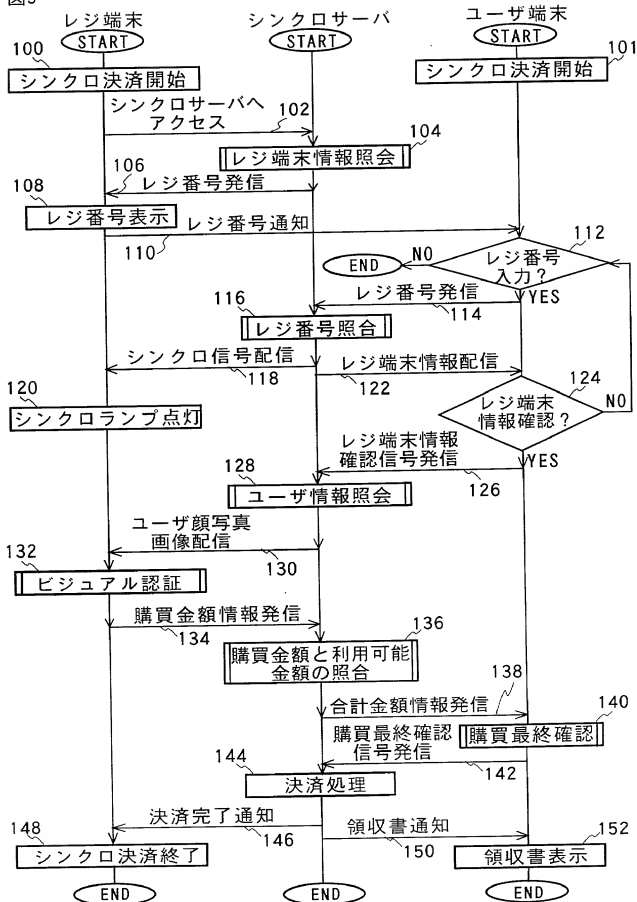 レジ端末
シンクロサーバ
ユーザ端末
START
START
START
100
シンクロ決済開始
101
シンクロ決済開始
シンクロサーバへ
アクセス
102
レジ端末情報照会
104
106
レジ番号発信
108
レジ番号表示
レジ番号通知
110
112
レジ番号
入力？
NO
END
YES
レジ番号発信
114
116
レジ番号照合
シンクロ信号配信
118
レジ端末情報配信
122
120
シンクロランプ点灯
124
レジ端末
情報確認？
NO
YES
レジ端末情報
確認信号発信
126
128
ユーザ情報照会
ユーザ顔写真
画像配信
130
132
ビジュアル認証
購買金額情報発信
134
136
購買金額と利用可能
金額の照合
合計金額情報発信
138
140
購買最終確認
購買最終確認
信号発信
142
144
決済処理
決済完了通知
146
領収書通知
150
148
シンクロ決済終了
152
領収書表示
END
END
END